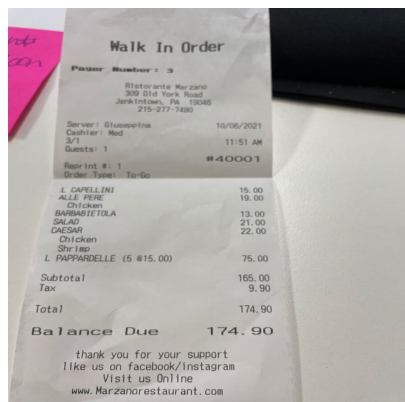 Walk In Order
Pager Number: 3
Ristorante Marzano
309 Old York Road
Jenkintown, PA 19046
215-277-7480
Server: Giuseppina 10/06/2021
Cashier: Mod
3/1 11:51 AM
Guests: 1
#40001
Reprint #: 1
Order Type: To-Go
L CAPELLINI 15.00
ALLE PERE 19.00
Chicken
BARBABIETOLA 13.00
SALAD 21.00
CAESAR 22.00
Chicken
Shrimp
L PAPPARDELLE (5 @15.00) 75.00
Subtotal 165.00
Tax 9.90
Total 174.90
Balance Due 174.90
thank you for your support
like us on facebook/instagram
Visit us Online
www.Marzanorestaurant.com